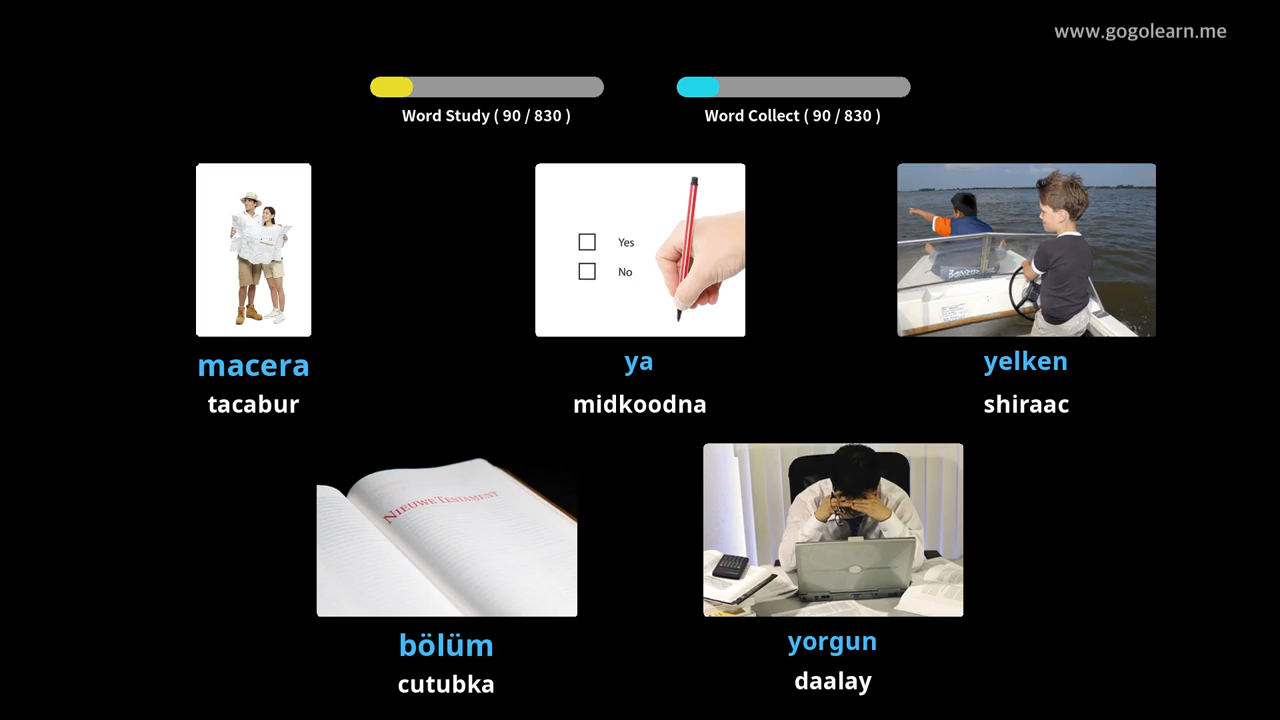 www.gogolearn.me
Word Study ( 90 / 830 )
Word Collect ( 90 / 830 )
Yes
No
macera
tacabur
ya
midkoodna
yelken
shiraac
NIEUWE TESTAMENT
bölüm
cutubka
yorgun
daalay